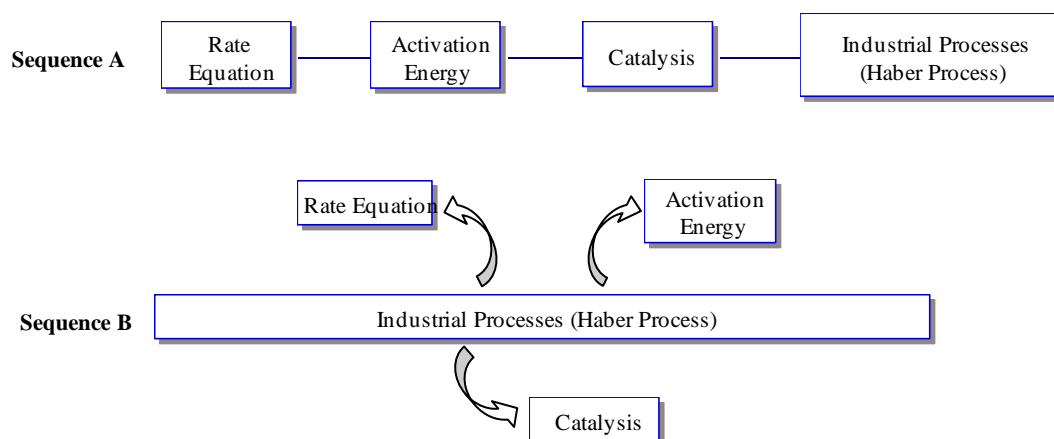 Sequence A
Rate
Equation
Activation
Energy
Catalysis
Industrial Processes
(Haber Process)
Rate Equation
Activation
Energy
Sequence B
Industrial Processes (Haber Process)
Catalysis